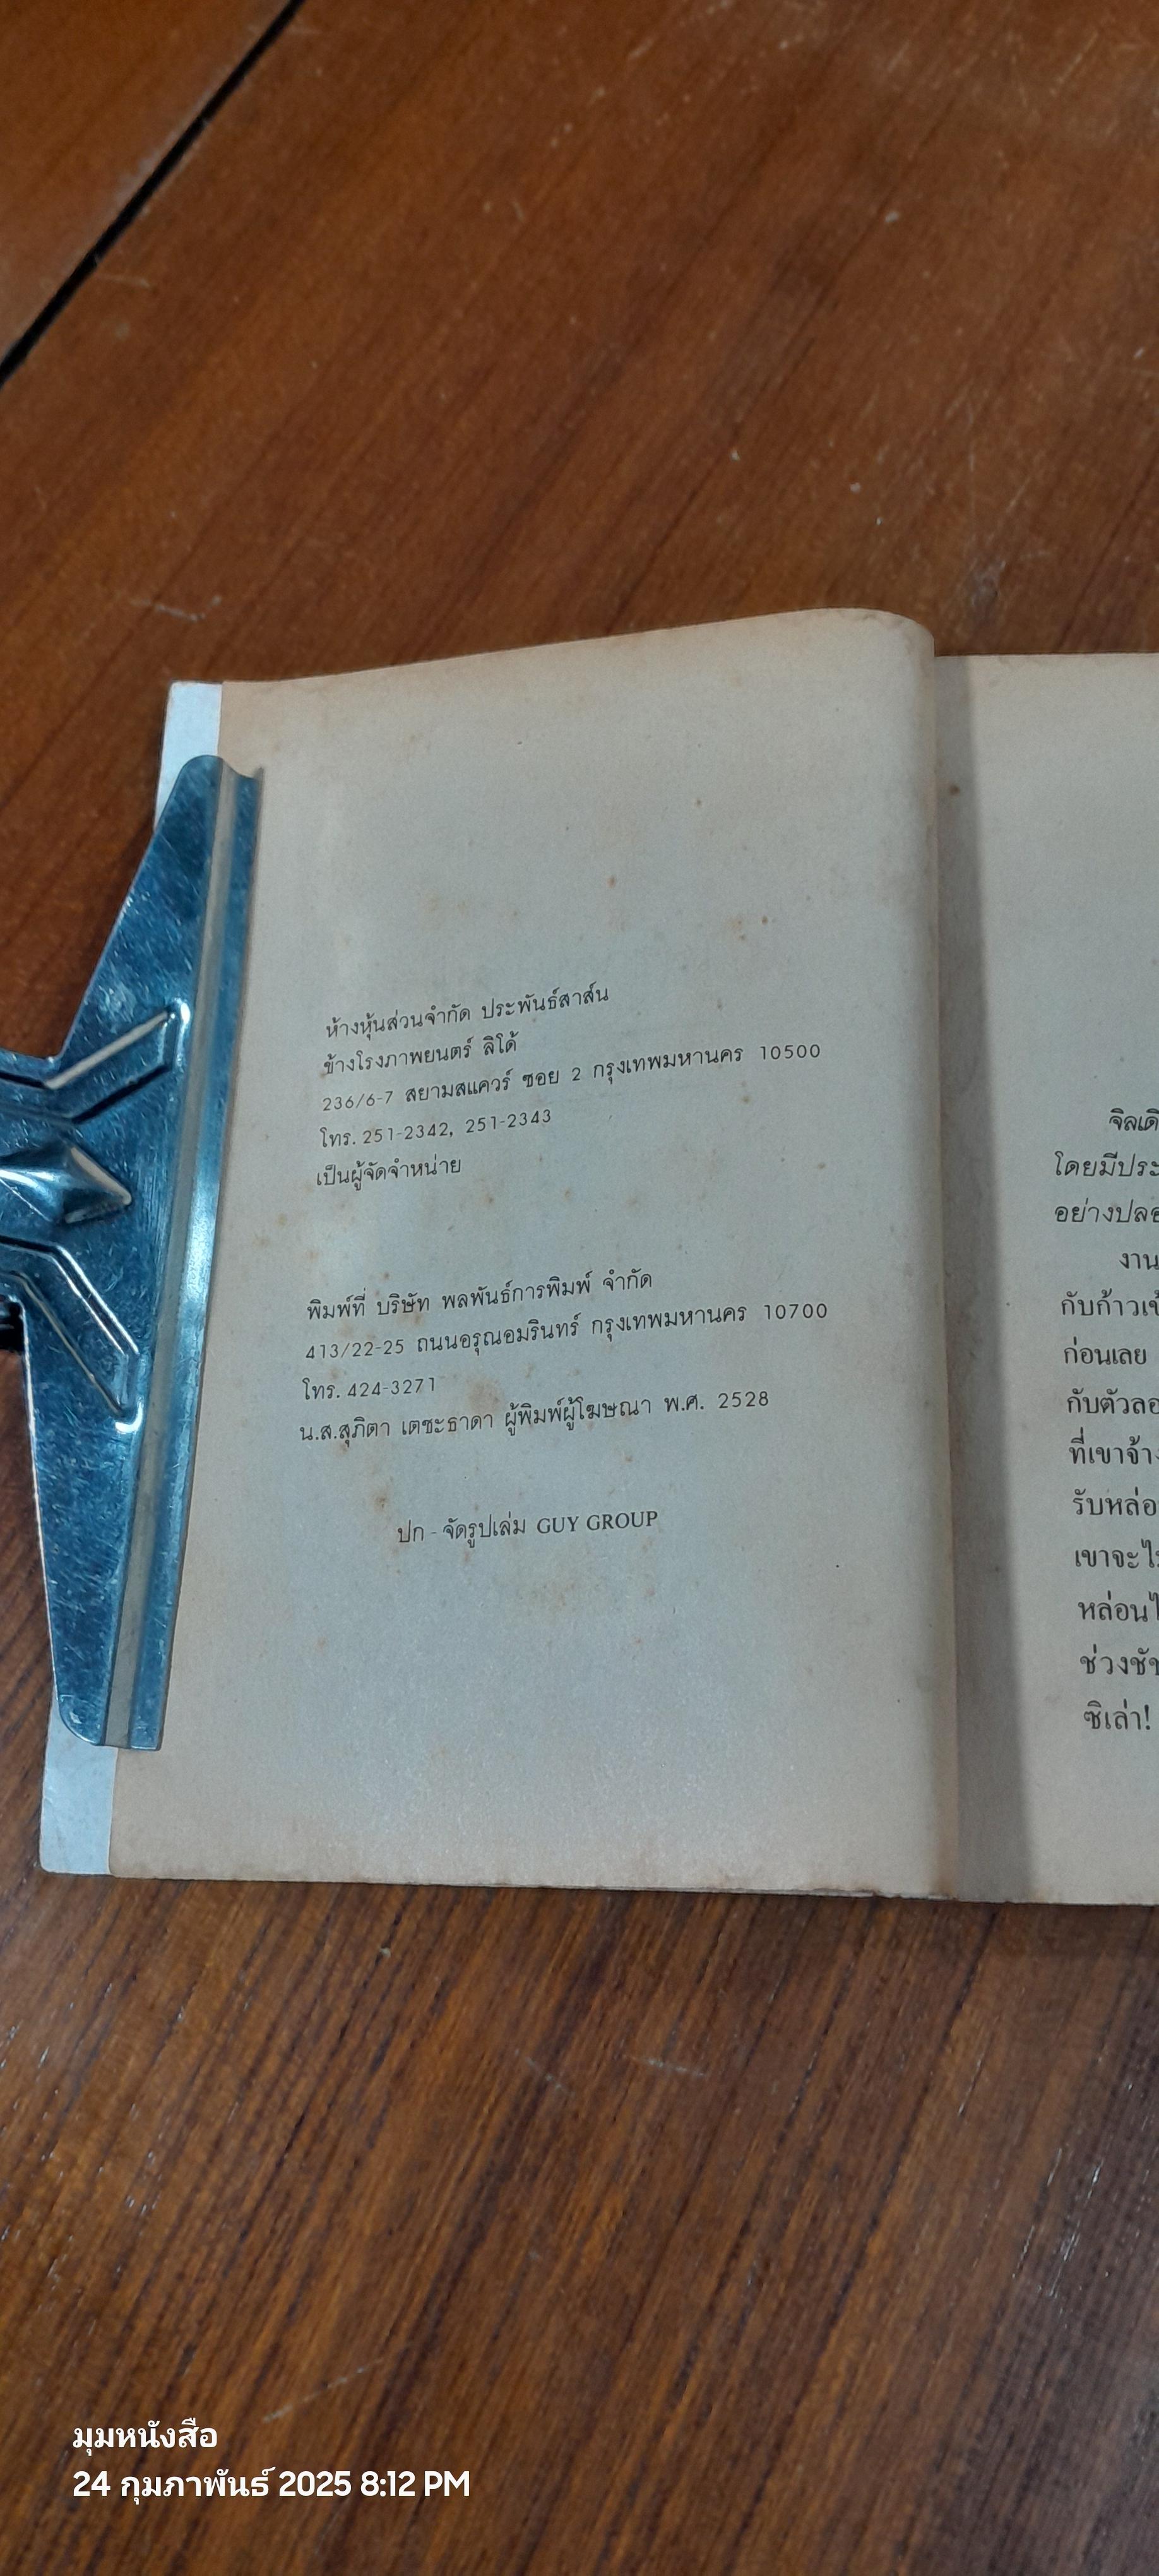 ห้างหุ้นส่วนจำกัด ประพันธ์สาส์น
ข้างโรงภาพยนตร์ ลิโด้
236/6-7 สยามสแควร์ ซอย 2 กรุงเทพมหานคร 10500
โทร. 251-2342, 251-2343
เป็นผู้จัดจำหน่าย
พิมพ์ที่ บริษัท พลพันธ์การพิมพ์ จำกัด
413/22-25 ถนนอรุณอมรินทร์ กรุงเทพมหานคร 10700
โทร. 424-3271
น.ส.สุภิตา เตชะธาดา ผู้พิมพ์ผู้โฆษณา พ.ศ. 2528
ปก - จัดรูปเล่ม GUY GROUP
โดยมีประ
งาน
กับก้าวเข้
ก่อนเลย
กับตัวลอ
ที่เขาจ้าง
รับหล่อ
เขาจะไ
หล่อนไ
ช่วงชั
ซิเล่า!
มุมหนังสือ
24 กุมภาพันธ์ 2025 8:12 PM